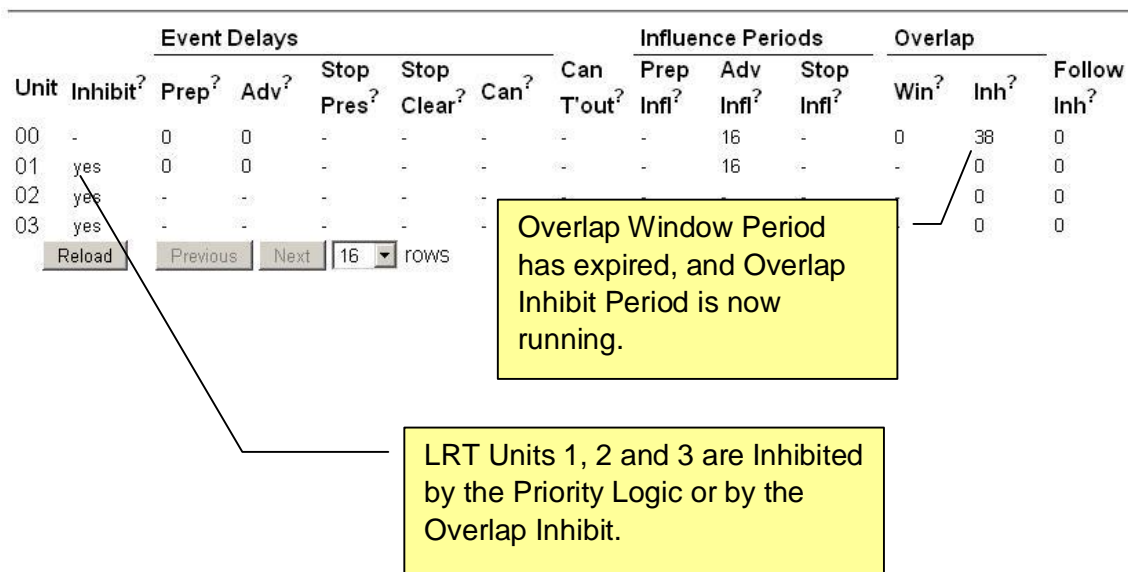 Event Delays Influence Periods Overlap
Unit Inhibit? Prep? Adv? Stop Pres? Stop Clear? Can? Can T'out? Prep Infl? Adv Infl? Stop Infl? Win? Inh? Follow Inh?
00 - 0 0 - - - - - 16 - 0 38 0
01 yes 0 0 - - - - - 16 - - 0 0
02 yes - - - - - - - - - - 0 0
03 yes - - - - - - 0 0
Reload Previous Next 16 rows
Overlap Window Period
has expired, and Overlap
Inhibit Period is now
running.
LRT Units 1, 2 and 3 are Inhibited
by the Priority Logic or by the
Overlap Inhibit.